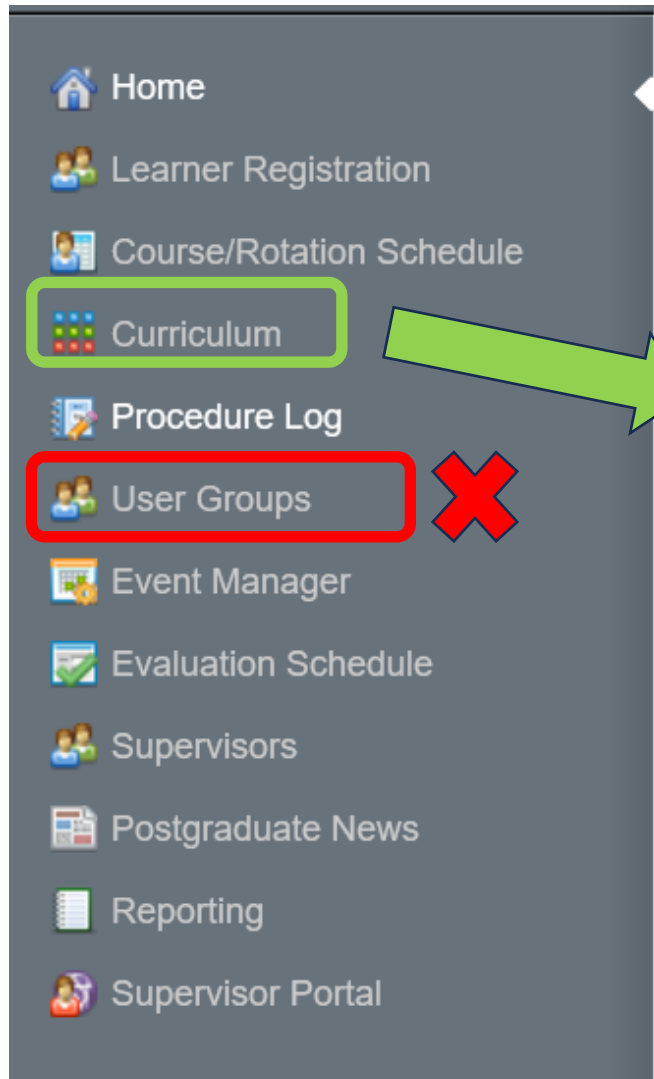 Home
Learner Registration
Course/Rotation Schedule
Curriculum
Procedure Log
User Groups
Event Manager
Evaluation Schedule
Supervisors
Postgraduate News
Reporting
Supervisor Portal